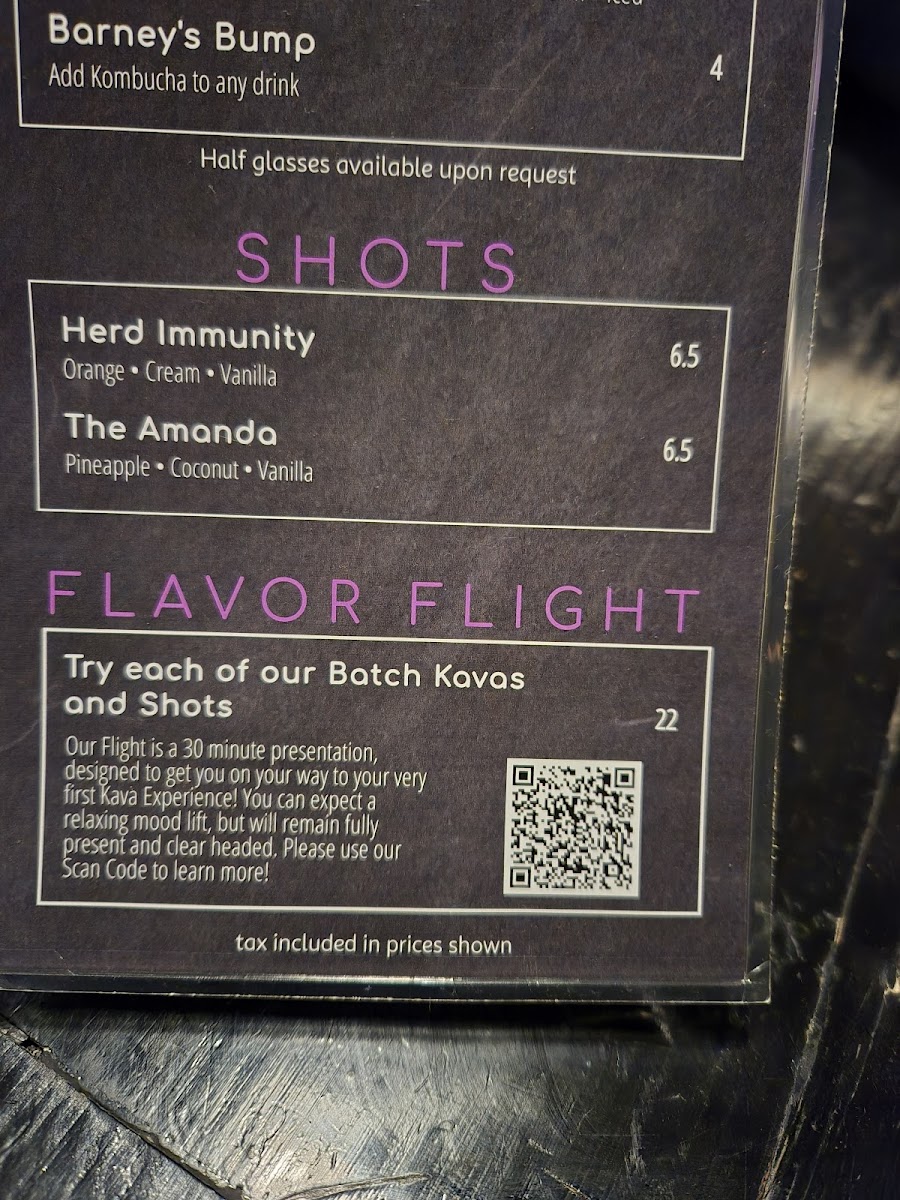 Barney's Bump
4
Add Kombucha to any drink
Half glasses available upon request
SHOTS
Herd Immunity
6.5
Orange • Cream • Vanilla
The Amanda
6.5
Pineapple • Coconut • Vanilla
FLAVOR FLIGHT
Try each of our Batch Kavas
and Shots
22
Our Flight is a 30 minute presentation,
designed to get you on your way to your very
first Kava Experience! You can expect a
relaxing mood lift, but will remain fully
present and clear headed. Please use our
Scan Code to learn more!
tax included in prices shown